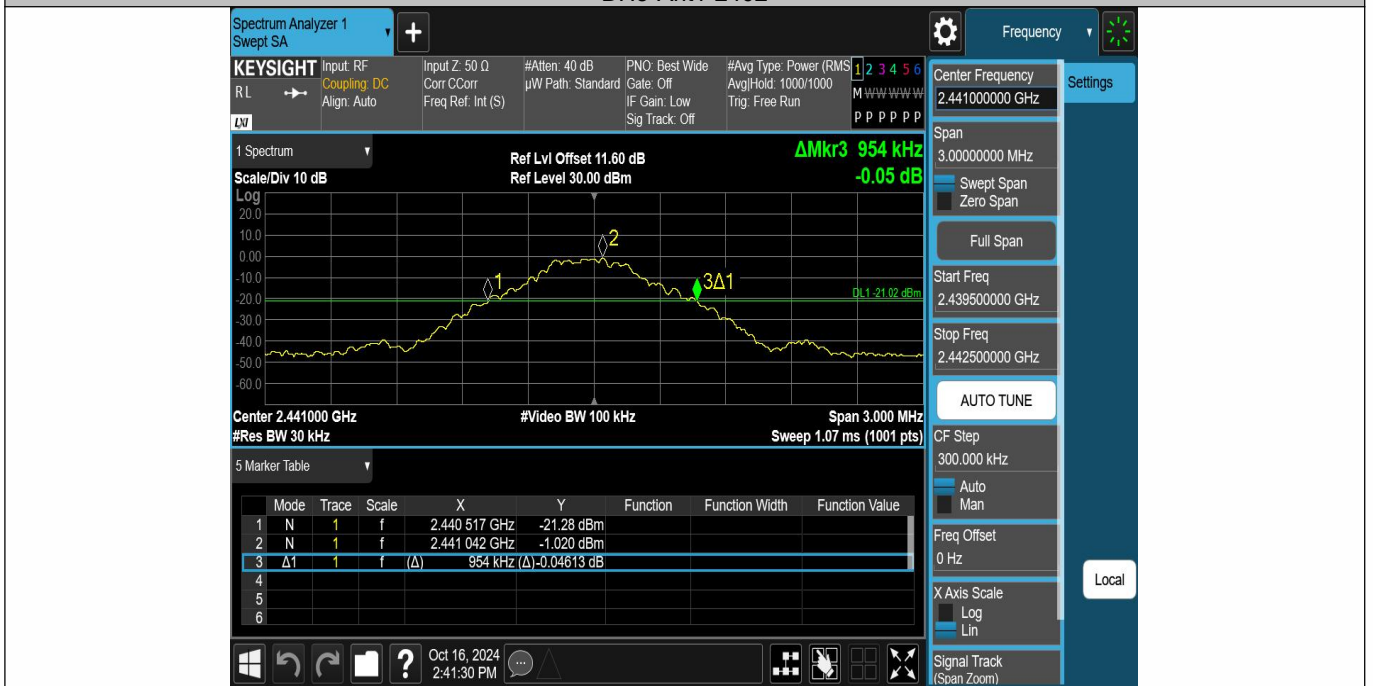 Spectrum Analyzer 1
Swept SA
+
Frequency
KEYSIGHT
RL
LXI
Input: RF
Coupling: DC
Align: Auto
Input Z: 50 Ω
Corr CCorr
Freq Ref: Int (S)
#Atten: 40 dB
µW Path: Standard
PNO: Best Wide
Gate: Off
IF Gain: Low
Sig Track: Off
#Avg Type: Power (RMS
Avg|Hold: 1000/1000
Trig: Free Run
1 2 3 4 5 6
M W W W W W
P P P P P P
1 Spectrum
Scale/Div 10 dB
Ref Lvl Offset 11.60 dB
Ref Level 30.00 dBm
ΔMkr3 954 kHz
-0.05 dB
Log
20.0
10.0
0.00
-10.0
-20.0
-30.0
-40.0
-50.0
-60.0
1
2
3Δ1
DL1 -21.02 dBm
Center 2.441000 GHz
#Video BW 100 kHz
Span 3.000 MHz
#Res BW 30 kHz
Sweep 1.07 ms (1001 pts)
5 Marker Table
Mode Trace Scale X Y Function Function Width Function Value
1 N 1 f 2.440 517 GHz -21.28 dBm
2 N 1 f 2.441 042 GHz -1.020 dBm
3 Δ1 1 f (Δ) 954 kHz (Δ) -0.04613 dB
4
5
6
Oct 16, 2024
2:41:30 PM
?
Center Frequency
2.441000000 GHz
Settings
Span
3.00000000 MHz
Swept Span
Zero Span
Full Span
Start Freq
2.439500000 GHz
Stop Freq
2.442500000 GHz
AUTO TUNE
CF Step
300.000 kHz
Auto
Man
Freq Offset
0 Hz
X Axis Scale
Log
Lin
Local
Signal Track
(Span Zoom)